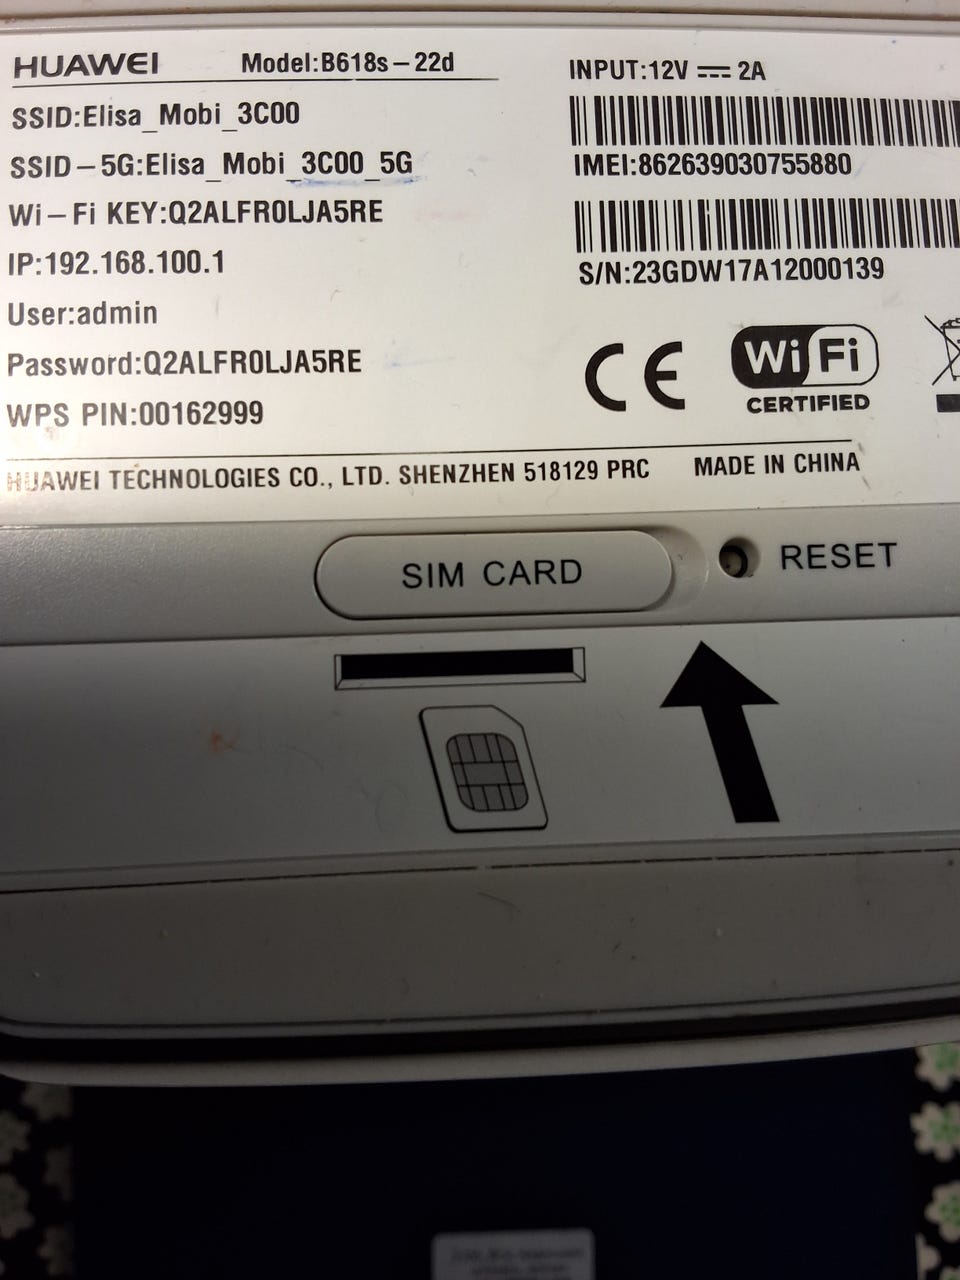 HUAWEI Model:B618s-22d
SSID:Elisa_Mobi_3C00
SSID-5G:Elisa_Mobi_3C00_5G
Wi-Fi KEY:Q2ALFR0LJA5RE
IP:192.168.100.1
User:admin
Password:Q2ALFR0LJA5RE
WPS PIN:00162999
INPUT:12V ⎓ 2A
IMEI:862639030755880
S/N:23GDW17A12000139
CE
Wi Fi
CERTIFIED
HUAWEI TECHNOLOGIES CO., LTD. SHENZHEN 518129 PRC MADE IN CHINA
SIM CARD
RESET